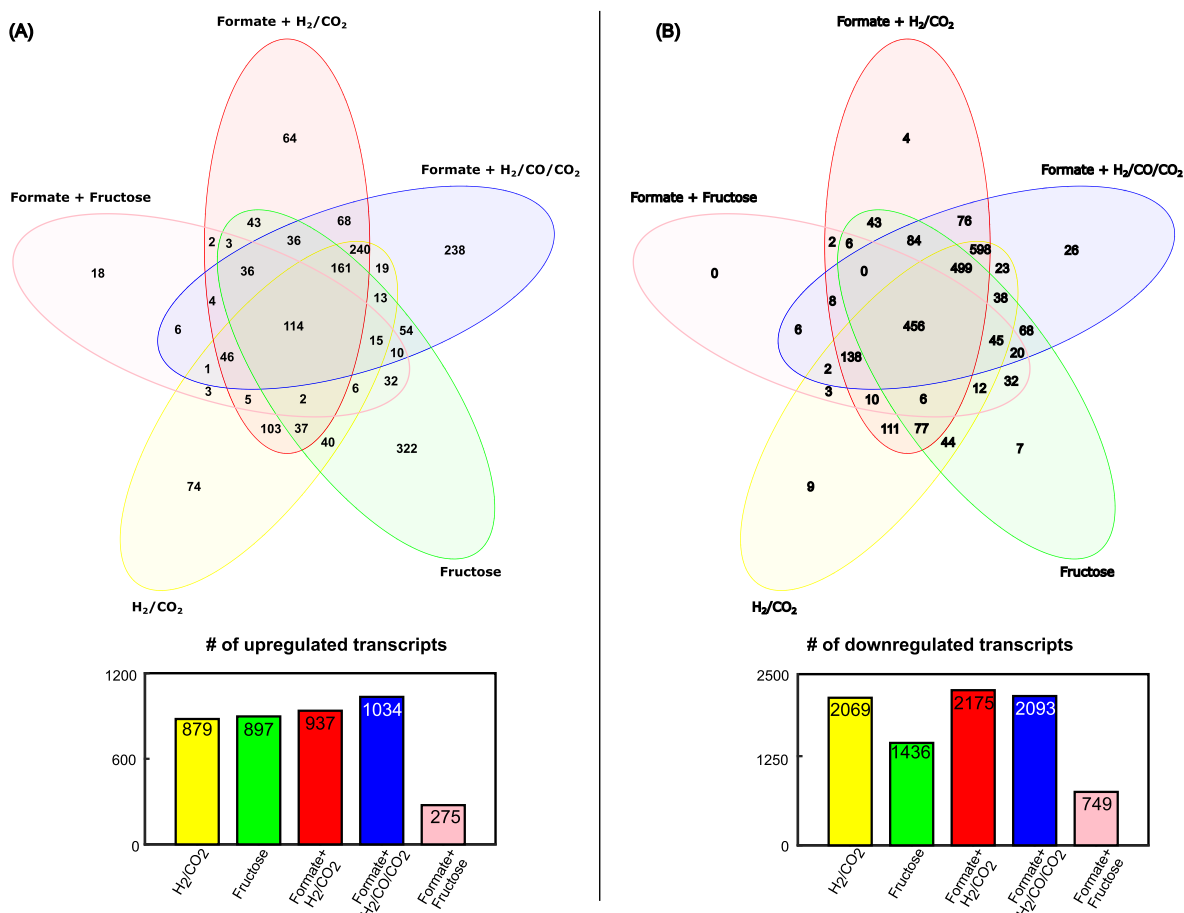 (A)
Formate + H₂/CO₂
64
Formate + H₂/CO/CO₂
Formate + Fructose
43
68
2
3
36
240
238
18
36
161
19
4
13
6
114
54
15
10
46
1
3
5
2
6
32
103
37
40
322
74
Fructose
H₂/CO₂
# of upregulated transcripts
1200
600
0
879
897
937
1034
275
H2/CO2
Fructose
Formate+
H2/CO2
Formate+
H2/CO/CO2
Formate+
Fructose
(B)
Formate + H₂/CO₂
4
Formate + H₂/CO/CO₂
Formate + Fructose
43
76
2
6
84
598
26
0
0
499
23
8
38
6
456
68
45
20
138
2
3
10
6
12
32
111
77
44
7
9
Fructose
H₂/CO₂
# of downregulated transcripts
2500
1250
0
2069
1436
2175
2093
749
H2/CO2
Fructose
Formate+
H2/CO2
Formate+
H2/CO/CO2
Formate+
Fructose